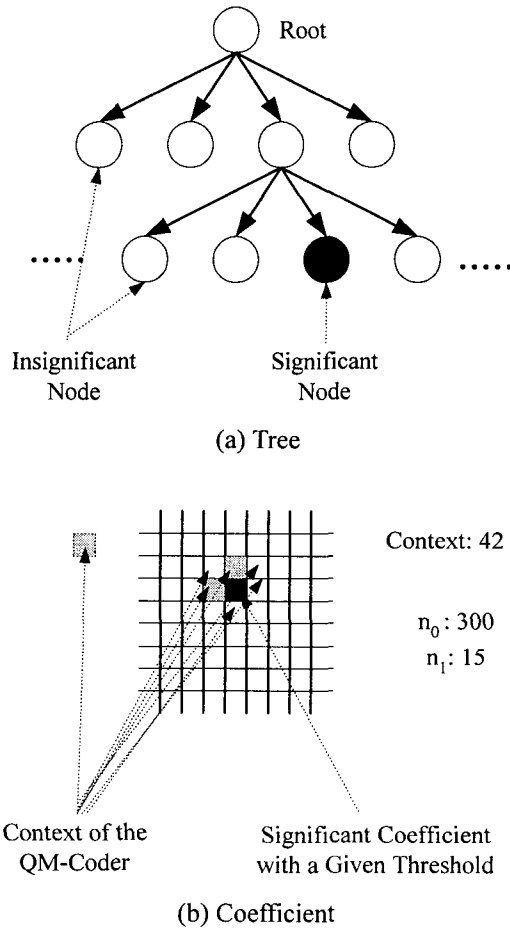 Root
Insignificant
Node
Significant
Node
(a) Tree
Context: 42
n₀ : 300
n₁ : 15
Context of the
QM-Coder
Significant Coefficient
with a Given Threshold
(b) Coefficient